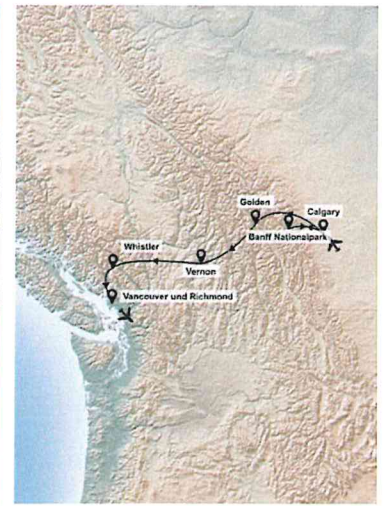 Golden
Calgary
Banff Nationalpark
Whistler
Vernon
Vancouver und Richmond